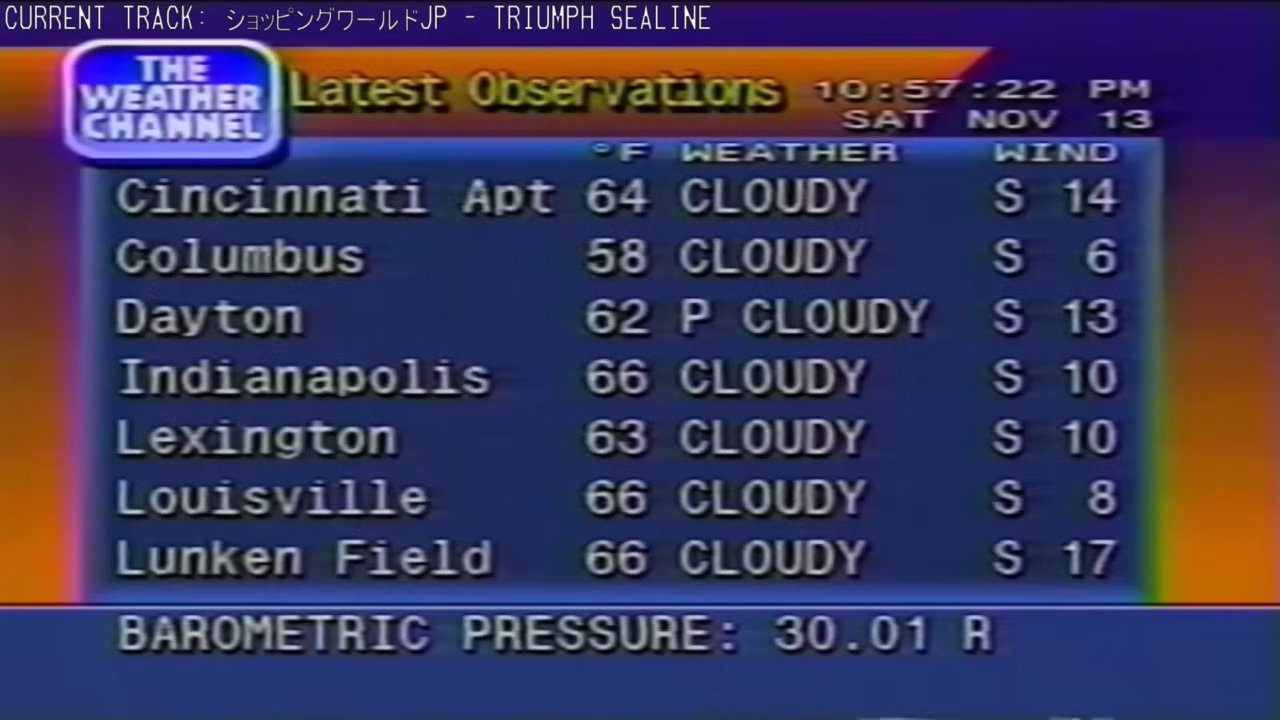 CURRENT TRACK: ショッピングワールドJP - TRIUMPH SEALINE
THE
WEATHER
CHANNEL
Latest Observations
10:57:22 PM
SAT NOV 13
°F WEATHER WIND
Cincinnati Apt 64 CLOUDY S 14
Columbus 58 CLOUDY S 6
Dayton 62 P CLOUDY S 13
Indianapolis 66 CLOUDY S 10
Lexington 63 CLOUDY S 10
Louisville 66 CLOUDY S 8
Lunken Field 66 CLOUDY S 17
BAROMETRIC PRESSURE: 30.01 R